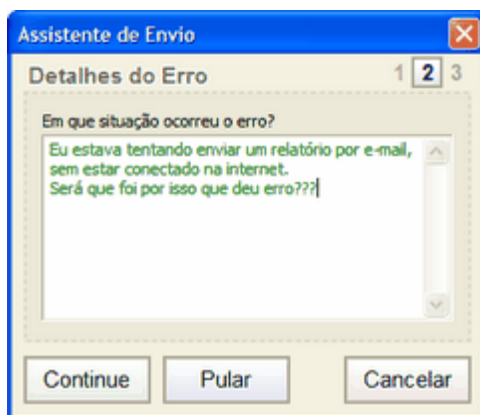 Assistente de Envio
Detalhes do Erro 1 2 3
Em que situação ocorreu o erro?
Eu estava tentando enviar um relatório por e-mail,
sem estar conectado na internet.
Será que foi por isso que deu erro???
Continue Pular Cancelar